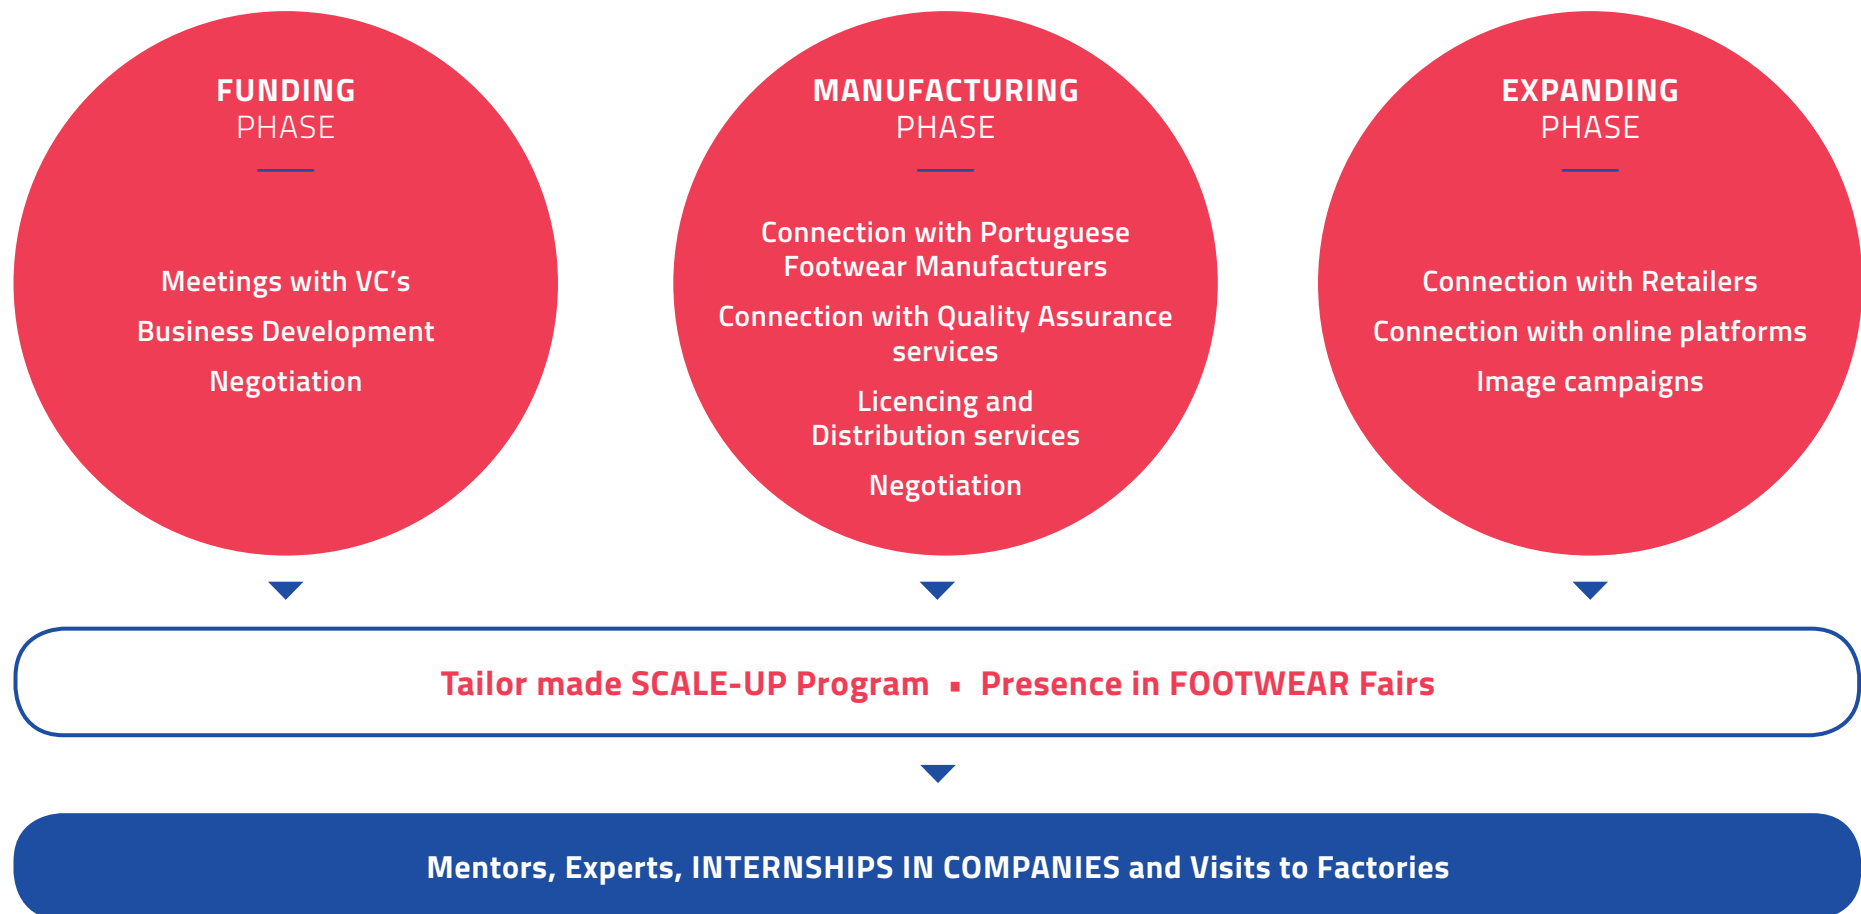 FUNDING
PHASE
Meetings with VC's
Business Development
Negotiation
MANUFACTURING
PHASE
Connection with Portuguese
Footwear Manufacturers
Connection with Quality Assurance
services
Licencing and
Distribution services
Negotiation
EXPANDING
PHASE
Connection with Retailers
Connection with online platforms
Image campaigns
Tailor made SCALE-UP Program ▪ Presence in FOOTWEAR Fairs
Mentors, Experts, INTERNSHIPS IN COMPANIES and Visits to Factories